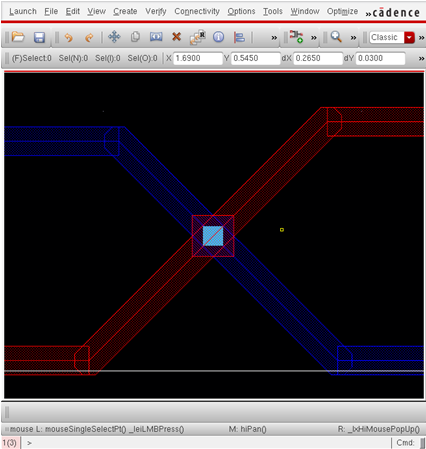 Launch File Edit View Create Verify Connectivity Options Tools Window Optimize » cādence
» » » Classic »
(F)Select:0 Sel(N):0 Sel(I):0 Sel(O):0 X 1.6900 Y 0.5450 dX 0.2650 dY 0.0300 »
mouse L: mouseSingleSelectPt() _leiLMBPress() M: hiPan() R: _lxHiMousePopUp()
1(3) > Cmd: